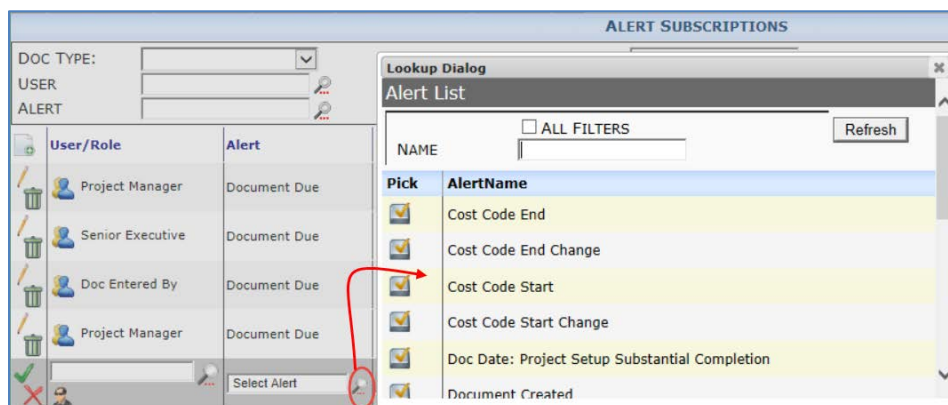 ALERT SUBSCRIPTIONS
DOC TYPE:
USER
ALERT
User/Role Alert
Project Manager Document Due
Senior Executive Document Due
Doc Entered By Document Due
Project Manager Document Due
Select Alert
Lookup Dialog
Alert List
ALL FILTERS
Refresh
NAME
Pick AlertName
Cost Code End
Cost Code End Change
Cost Code Start
Cost Code Start Change
Doc Date: Project Setup Substantial Completion
Document Created